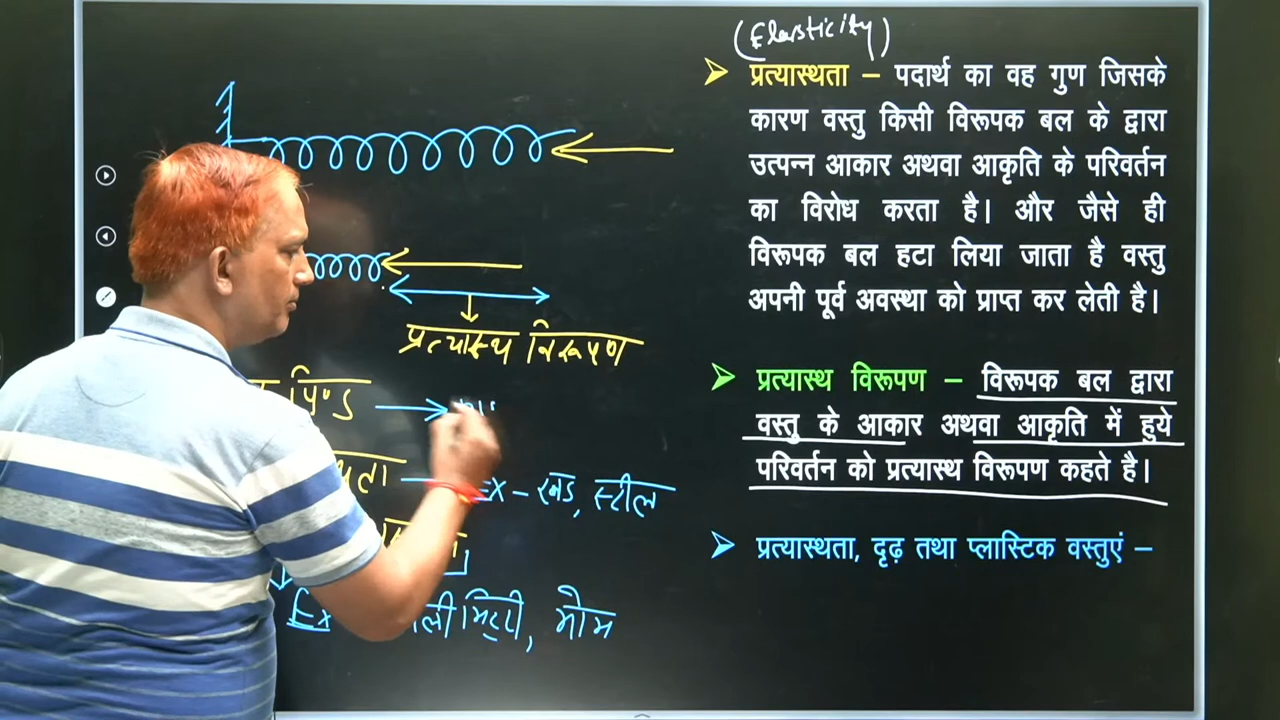 (Elasticity)
➤ प्रत्यास्थता – पदार्थ का वह गुण जिसके
कारण वस्तु किसी विरूपक बल के द्वारा
उत्पन्न आकार अथवा आकृति के परिवर्तन
का विरोध करता है। और जैसे ही
विरूपक बल हटा लिया जाता है वस्तु
अपनी पूर्व अवस्था को प्राप्त कर लेती है।
➤ प्रत्यास्थ विरूपण – विरूपक बल द्वारा
वस्तु के आकार अथवा आकृति में हुये
परिवर्तन को प्रत्यास्थ विरूपण कहते है।
➤ प्रत्यास्थता, दृढ़ तथा प्लास्टिक वस्तुएं –
प्रत्यास्थ विरूपण
पिण्ड
Ex – रबड, स्टील
Ex
मिट्टी, मोम